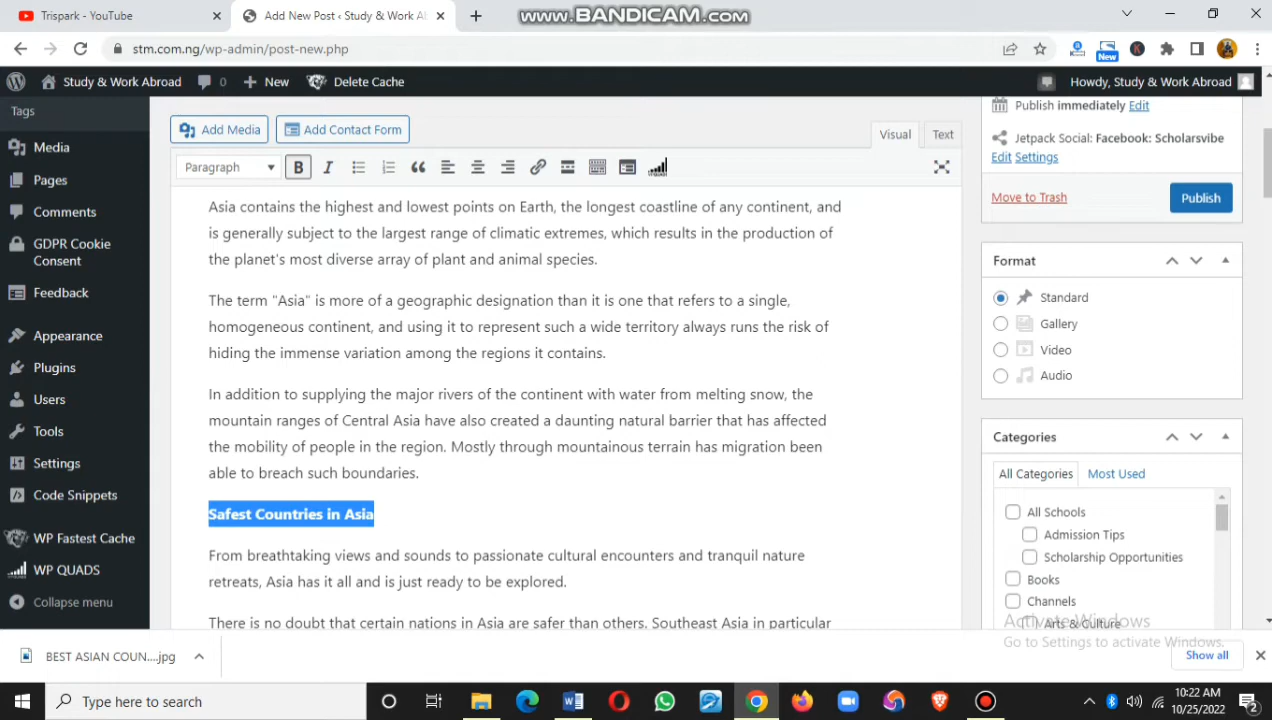 Trispark - YouTube
Add New Post ‹ Study & Work Ab
www.BANDICAM.com
stm.com.ng/wp-admin/post-new.php
New
Study & Work Abroad
0
New
Delete Cache
Howdy, Study & Work Abroad
Tags
Media
Pages
Comments
GDPR Cookie
Consent
Feedback
Appearance
Plugins
Users
Tools
Settings
Code Snippets
WP Fastest Cache
WP QUADS
Collapse menu
Add Media
Add Contact Form
Visual
Text
Paragraph
B
I
Asia contains the highest and lowest points on Earth, the longest coastline of any continent, and
is generally subject to the largest range of climatic extremes, which results in the production of
the planet's most diverse array of plant and animal species.
The term "Asia" is more of a geographic designation than it is one that refers to a single,
homogeneous continent, and using it to represent such a wide territory always runs the risk of
hiding the immense variation among the regions it contains.
In addition to supplying the major rivers of the continent with water from melting snow, the
mountain ranges of Central Asia have also created a daunting natural barrier that has affected
the mobility of people in the region. Mostly through mountainous terrain has migration been
able to breach such boundaries.
Safest Countries in Asia
From breathtaking views and sounds to passionate cultural encounters and tranquil nature
retreats, Asia has it all and is just ready to be explored.
There is no doubt that certain nations in Asia are safer than others. Southeast Asia in particular
Publish immediately Edit
Jetpack Social: Facebook: Scholarsvibe
Edit Settings
Move to Trash
Publish
Format
Standard
Gallery
Video
Audio
Categories
All Categories
Most Used
All Schools
Admission Tips
Scholarship Opportunities
Books
Channels
Arts & Culture
Activate Windows
Go to Settings to activate Windows.
BEST ASIAN COUN....jpg
Show all
Type here to search
10:22 AM
10/25/2022
2